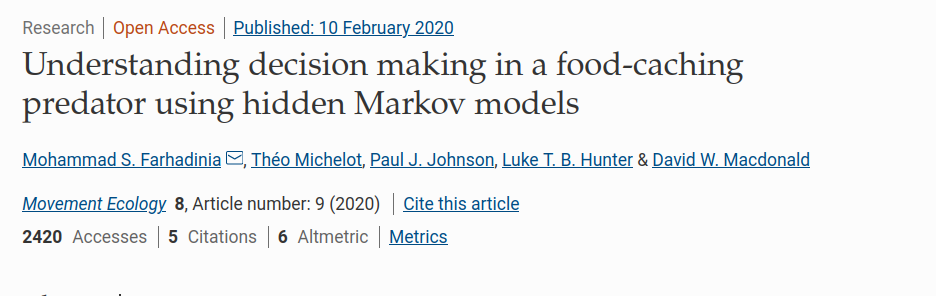 Research | Open Access | Published: 10 February 2020
Understanding decision making in a food-caching
predator using hidden Markov models
Mohammad S. Farhadinia, Théo Michelot, Paul J. Johnson, Luke T. B. Hunter & David W. Macdonald
Movement Ecology 8, Article number: 9 (2020) | Cite this article
2420 Accesses | 5 Citations | 6 Altmetric | Metrics